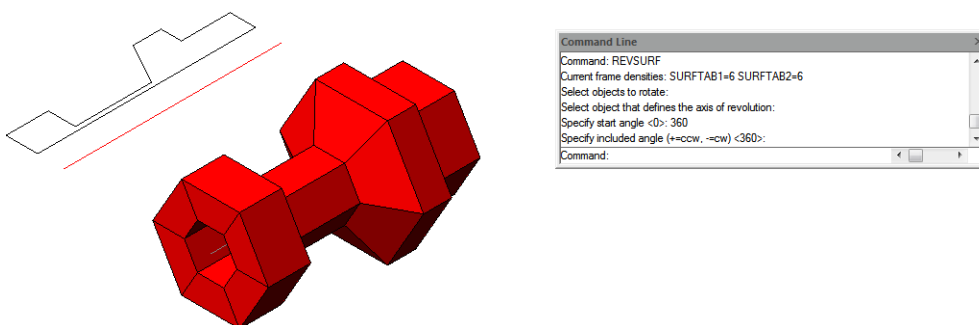 Command Line
Command: REVSURF
Current frame densities: SURFTAB1=6 SURFTAB2=6
Select objects to rotate:
Select object that defines the axis of revolution:
Specify start angle <0>: 360
Specify included angle (+=ccw, -=cw) <360>:
Command: